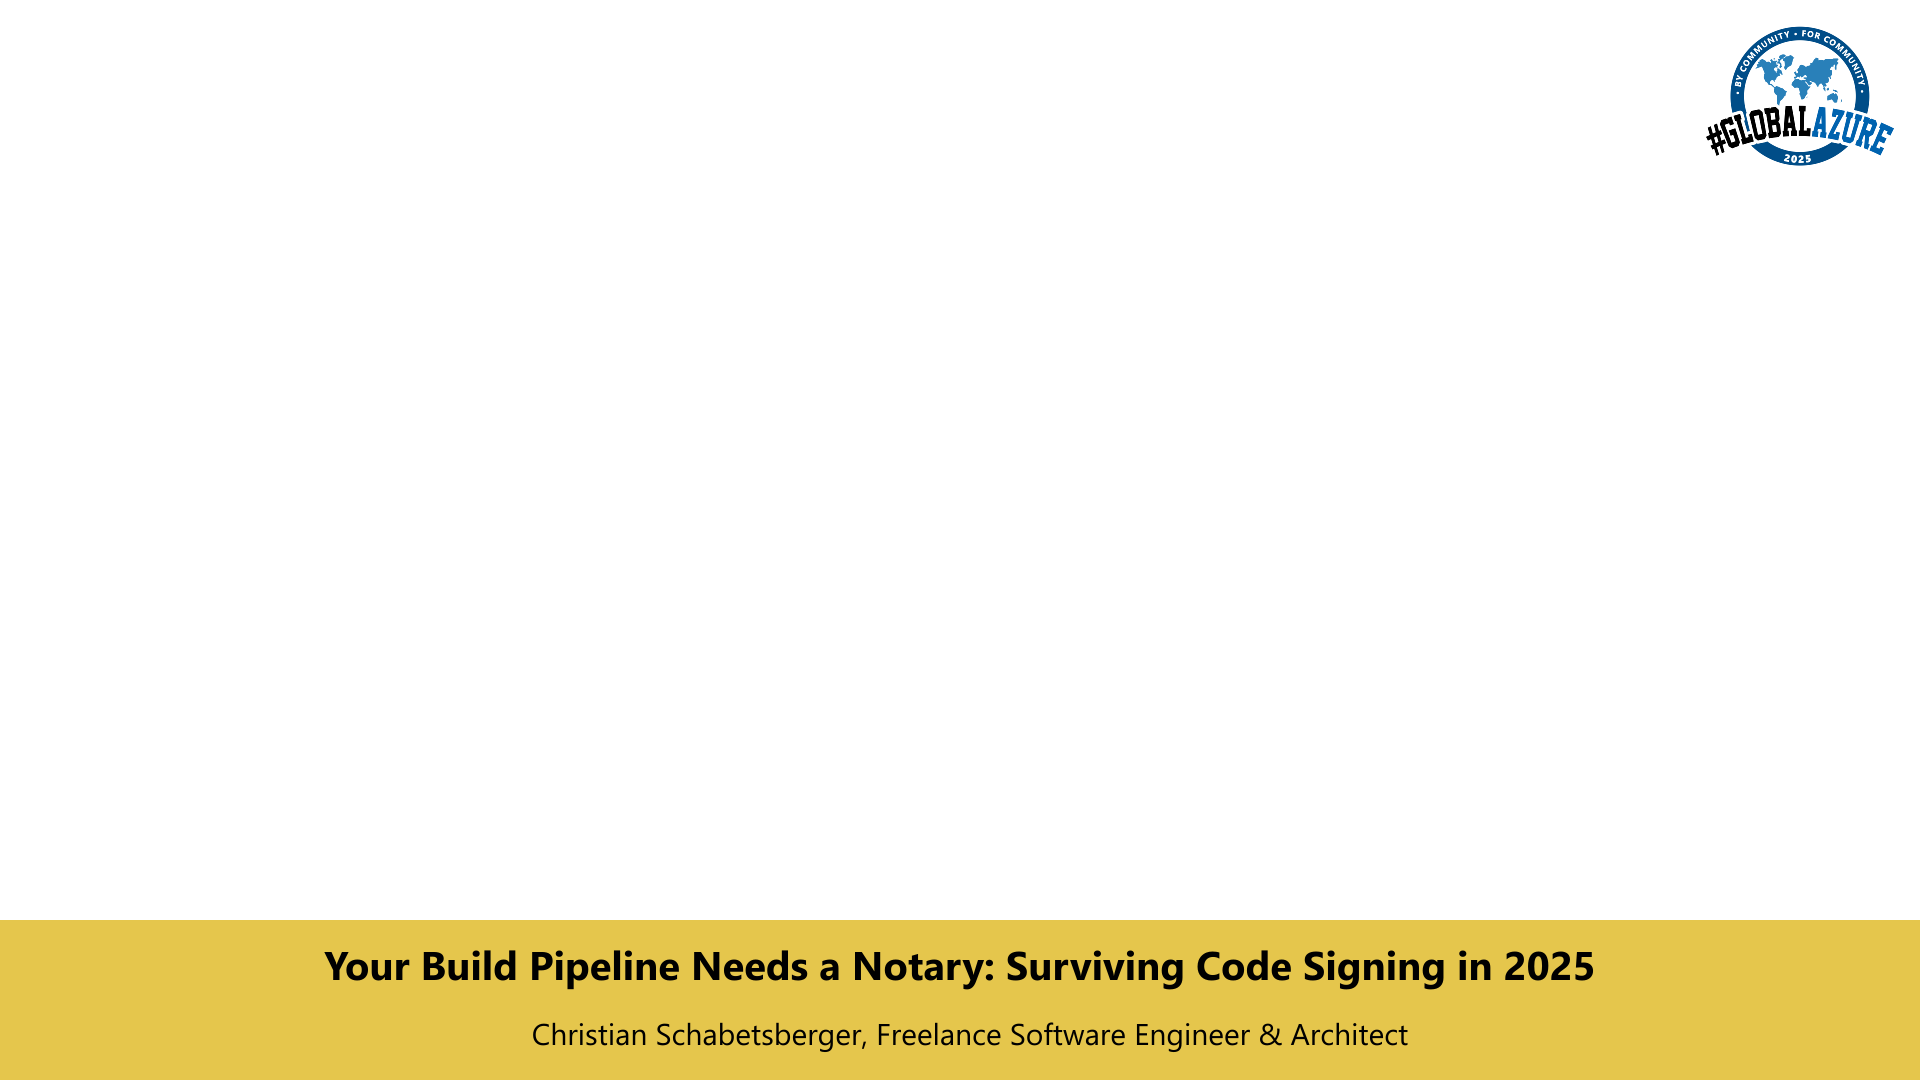 • BY COMMUNITY • FOR COMMUNITY •
#GLOBALAZURE
2025
Your Build Pipeline Needs a Notary: Surviving Code Signing in 2025
Christian Schabetsberger, Freelance Software Engineer & Architect